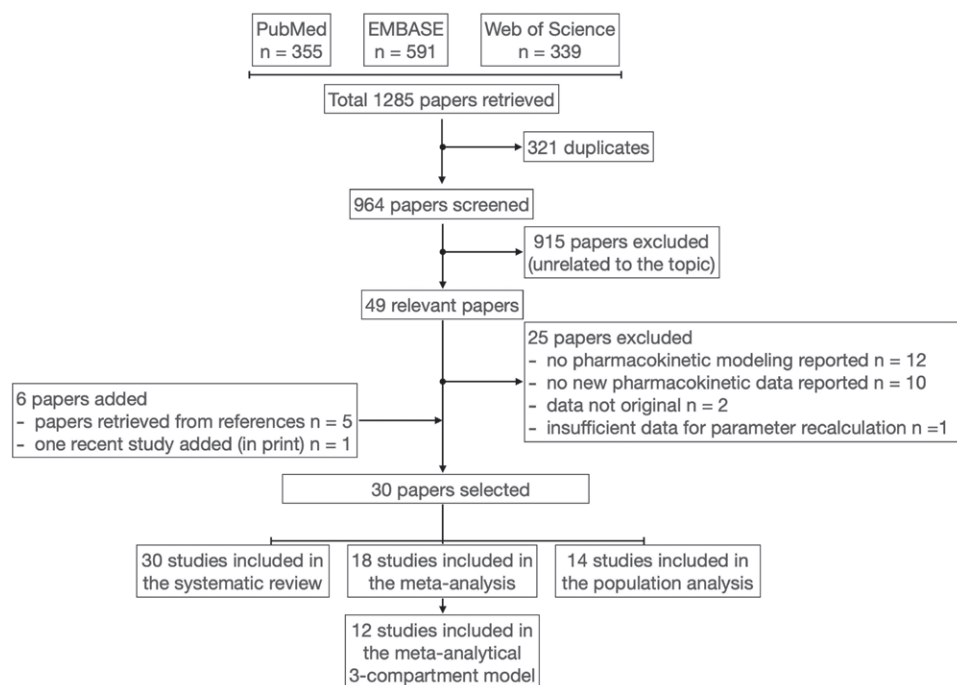 PubMed
n = 355
EMBASE
n = 591
Web of Science
n = 339
Total 1285 papers retrieved
321 duplicates
964 papers screened
915 papers excluded
(unrelated to the topic)
49 relevant papers
25 papers excluded
- no pharmacokinetic modeling reported n = 12
- no new pharmacokinetic data reported n = 10
- data not original n = 2
- insufficient data for parameter recalculation n =1
6 papers added
- papers retrieved from references n = 5
- one recent study added (in print) n = 1
30 papers selected
30 studies included in
the systematic review
18 studies included in
the meta-analysis
14 studies included in
the population analysis
12 studies included in
the meta-analytical
3-compartment model